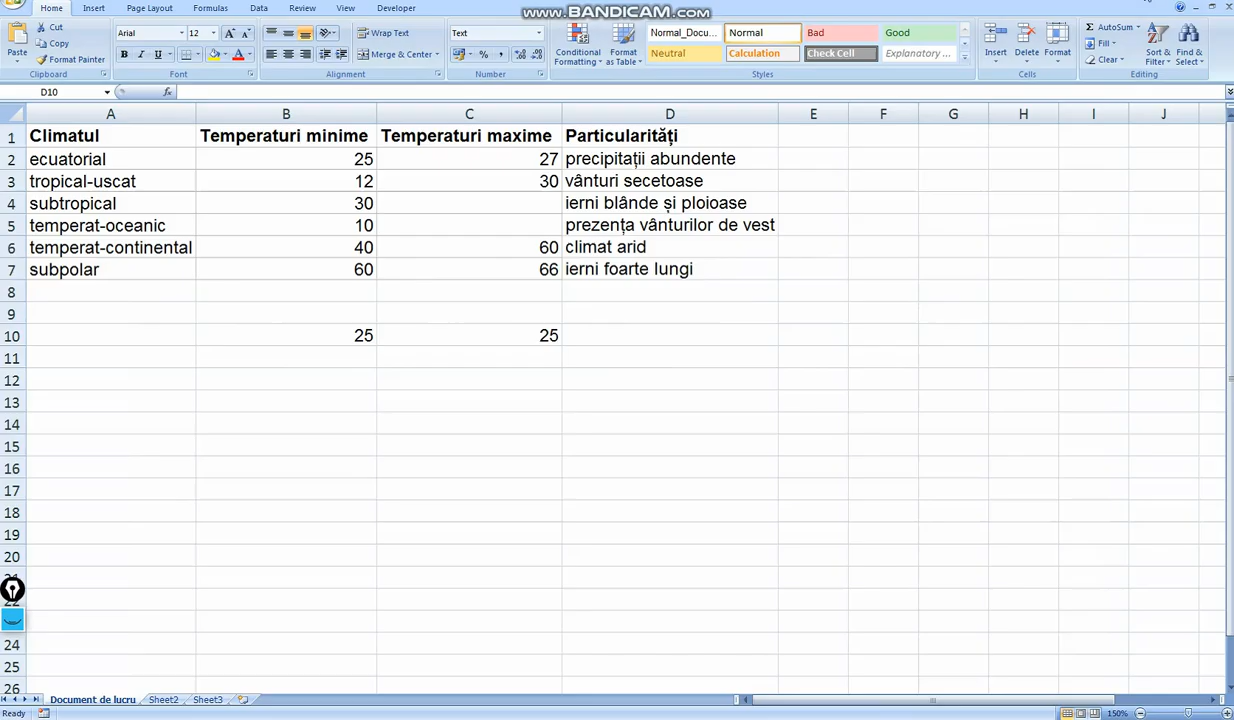 www.BANDICAM.com
Home Insert Page Layout Formulas Data Review View Developer
Paste
Cut
Copy
Format Painter
Clipboard
Arial 12
B I U
Font
Wrap Text
Merge & Center
Alignment
Text
Number
Conditional Formatting
Format as Table
Normal_Docu... Normal Bad Good
Neutral Calculation Check Cell Explanatory ...
Styles
Insert Delete Format
Cells
AutoSum
Fill
Clear
Sort & Filter
Find & Select
Editing
D10 fx
A B C D E F G H I J
1 Climatul Temperaturi minime Temperaturi maxime Particularități
2 ecuatorial 25 27 precipitații abundente
3 tropical-uscat 12 30 vânturi secetoase
4 subtropical 30 ierni blânde și ploioase
5 temperat-oceanic 10 prezența vânturilor de vest
6 temperat-continental 40 60 climat arid
7 subpolar 60 66 ierni foarte lungi
8
9
10 25 25
11
12
13
14
15
16
17
18
19
20
24
25
26
Document de lucru Sheet2 Sheet3
Ready 150%